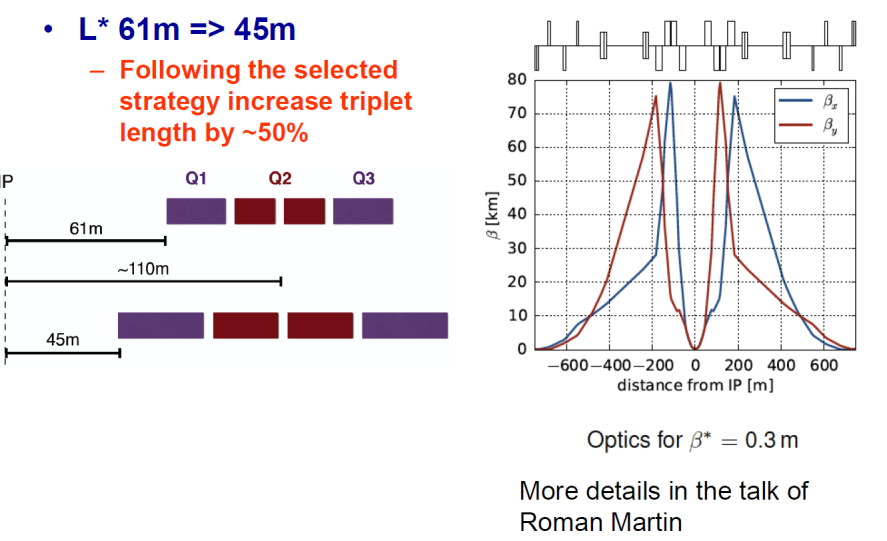 • L* 61m => 45m
– Following the selected
strategy increase triplet
length by ~50%
IP
Q1 Q2 Q3
61m
~110m
45m
80
70
60
50
40
30
20
10
0
β [km]
βx
βy
−600 −400 −200 0 200 400 600
distance from IP [m]
Optics for β* = 0.3 m
More details in the talk of
Roman Martin